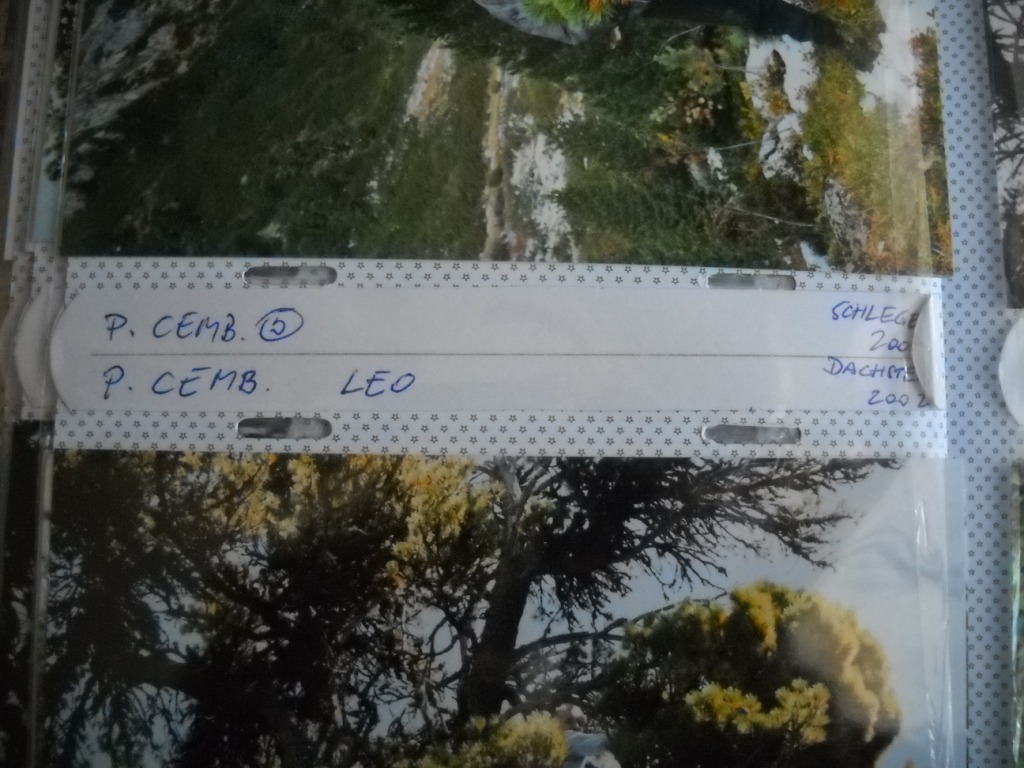 P. CEMB. 5
SCHLEGE
200
P. CEMB. LEO
DACHSTE
2002